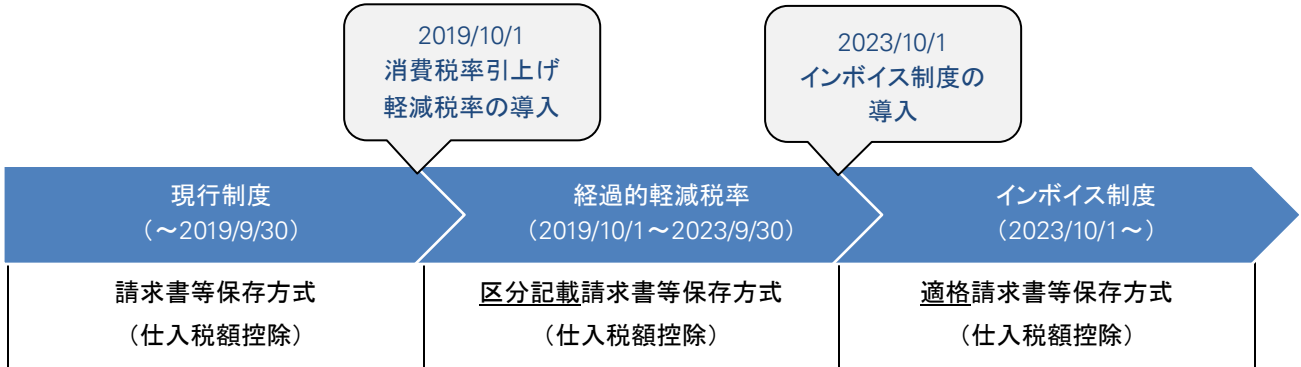 2019/10/1
消費税率引上げ
軽減税率の導入
2023/10/1
インボイス制度の
導入
現行制度
（～2019/9/30）
経過的軽減税率
（2019/10/1～2023/9/30）
インボイス制度
（2023/10/1～）
請求書等保存方式
（仕入税額控除）
区分記載請求書等保存方式
（仕入税額控除）
適格請求書等保存方式
（仕入税額控除）